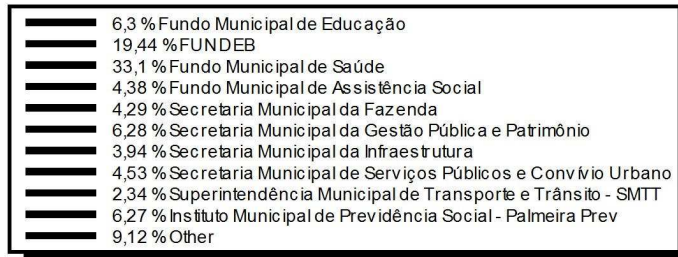 6,3 % Fundo Municipal de Educação
19,44 % FUNDEB
33,1 % Fundo Municipal de Saúde
4,38 % Fundo Municipal de Assistência Social
4,29 % Secretaria Municipal da Fazenda
6,28 % Secretaria Municipal da Gestão Pública e Patrimônio
3,94 % Secretaria Municipal da Infraestrutura
4,53 % Secretaria Municipal de Serviços Públicos e Convívio Urbano
2,34 % Superintendência Municipal de Transporte e Trânsito - SMTT
6,27 % Instituto Municipal de Previdência Social - Palmeira Prev
9,12 % Other